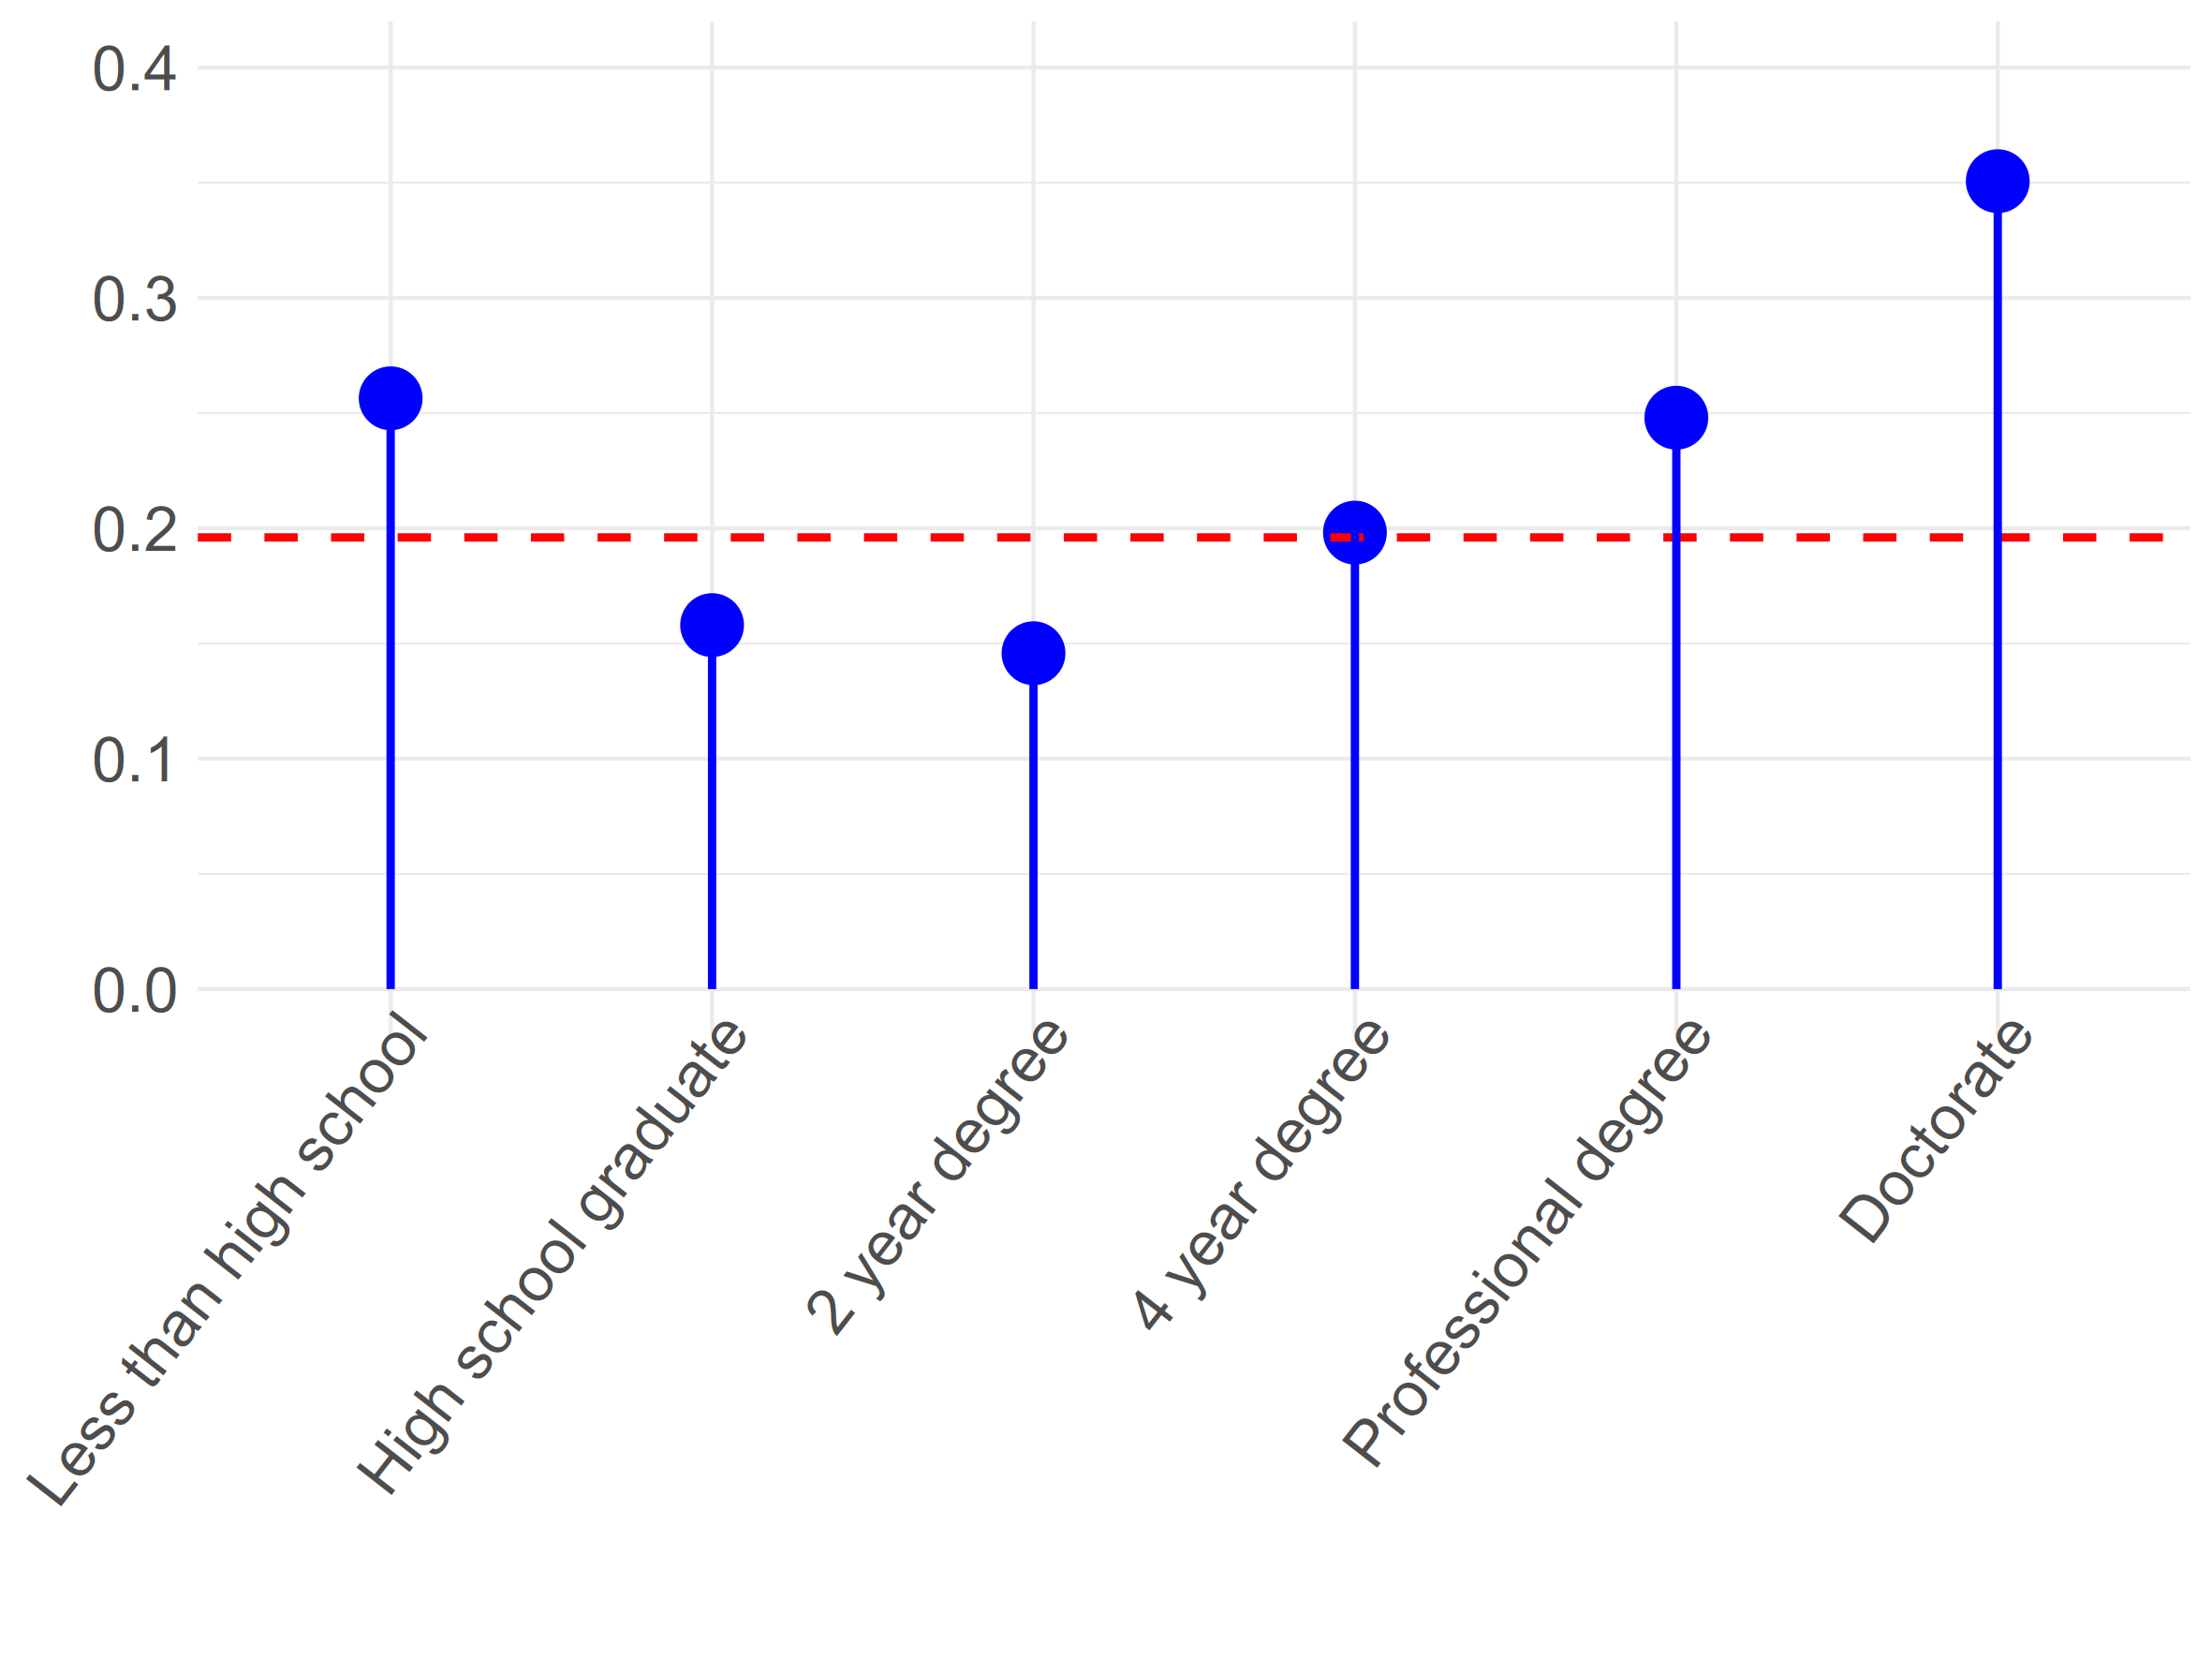 0.4
0.3
0.2
0.1
0.0
Less than high school
High school graduate
2 year degree
4 year degree
Professional degree
Doctorate